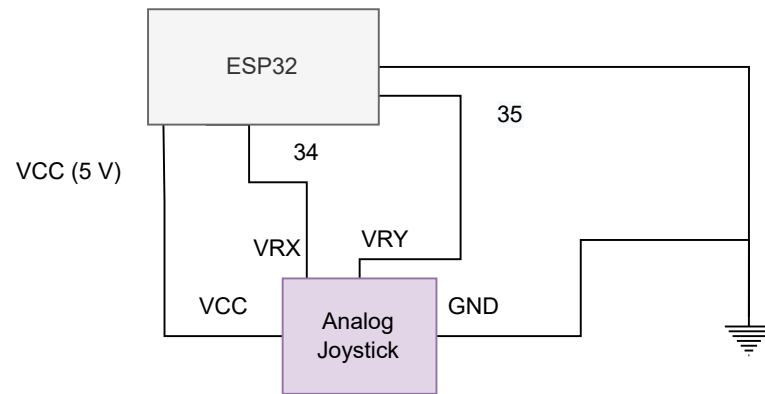 ESP32
35
34
VCC (5 V)
VRY
VRX
VCC
GND
Analog
Joystick